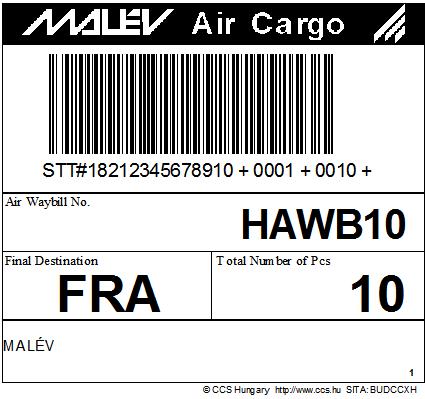 MALÉV Air Cargo
STT#18212345678910 + 0001 + 0010 +
Air Waybill No.
HAWB10
Final Destination
Total Number of Pcs
FRA
10
MALÉV
1
© CCS Hungary http://www.ccs.hu SITA: BUDCCXH